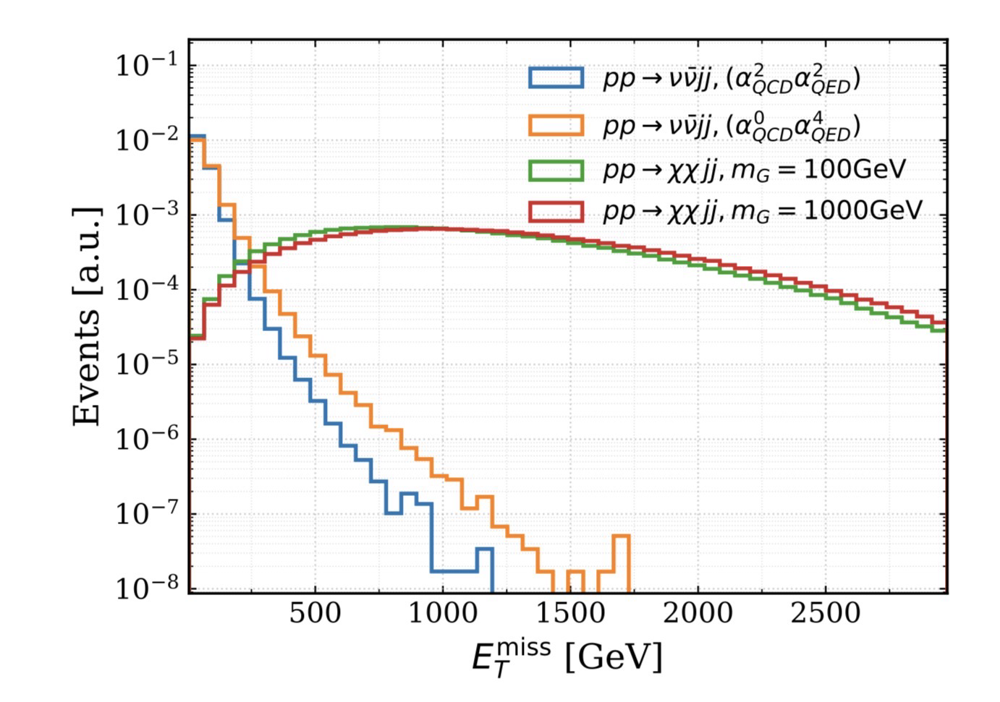 Events [a.u.]
10⁻¹
10⁻²
10⁻³
10⁻⁴
10⁻⁵
10⁻⁶
10⁻⁷
10⁻⁸
pp → νν̄jj, (α²_QCD α²_QED)
pp → νν̄jj, (α⁰_QCD α⁴_QED)
pp → χχjj, m_G = 100GeV
pp → χχjj, m_G = 1000GeV
500 1000 1500 2000 2500
E_T^miss [GeV]